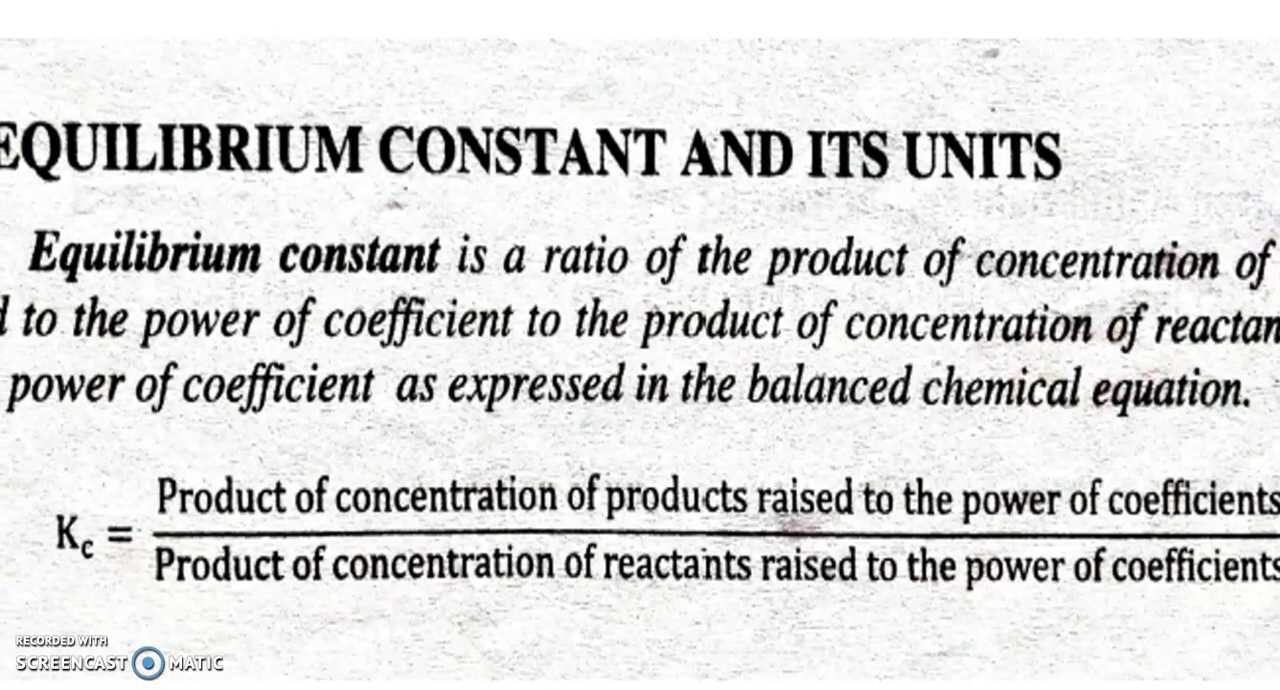 EQUILIBRIUM CONSTANT AND ITS UNITS
Equilibrium constant is a ratio of the product of concentration of
to the power of coefficient to the product of concentration of reactan
power of coefficient as expressed in the balanced chemical equation.
Kc = Product of concentration of products raised to the power of coefficients
Product of concentration of reactants raised to the power of coefficients
RECORDED WITH
SCREENCAST MATIC